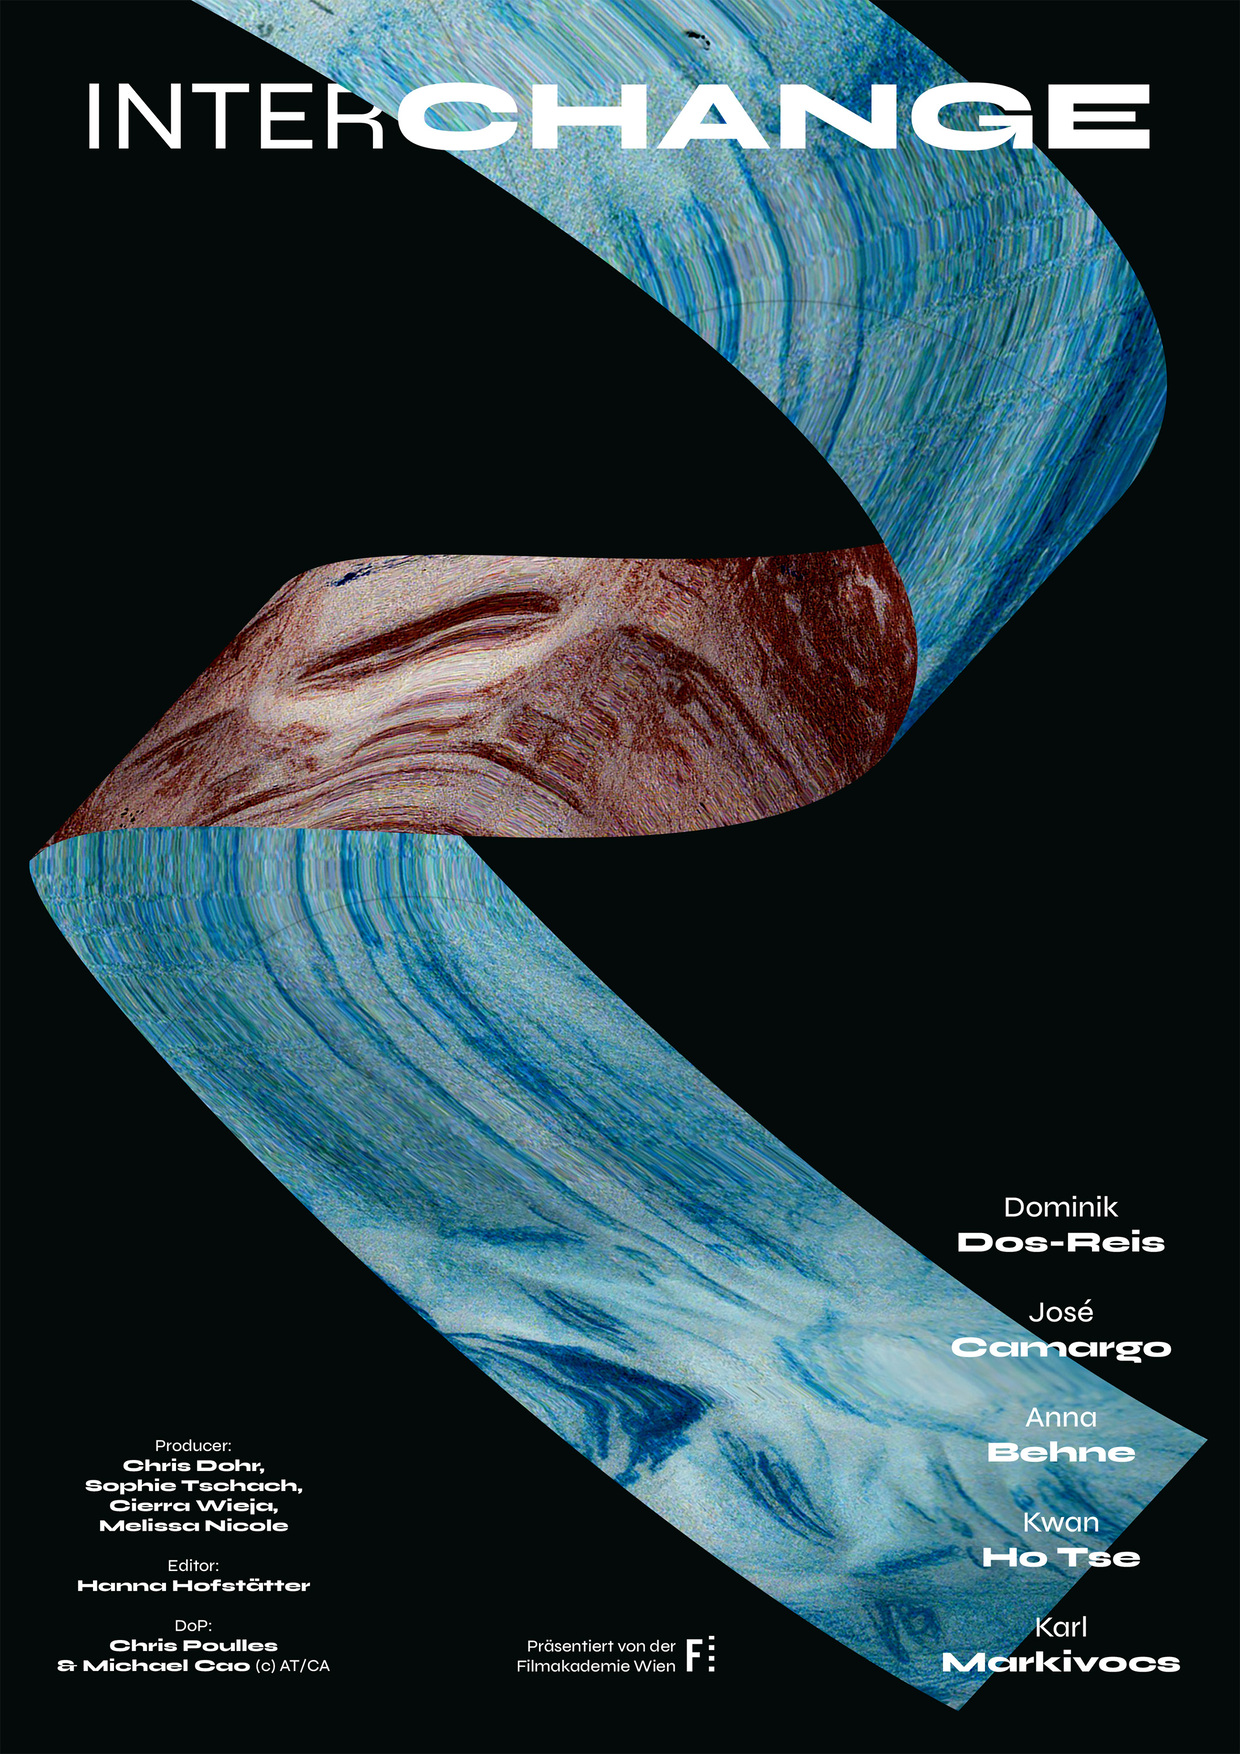 INTERCHANGE
Dominik
Dos-Reis
José
Camargo
Anna
Behne
Kwan
Ho Tse
Karl
Markivocs
Producer:
Chris Dohr,
Sophie Tschach,
Cierra Wieja,
Melissa Nicole
Editor:
Hanna Hofstätter
DoP:
Chris Poulles
& Michael Cao (c) AT/CA
Präsentiert von der
Filmakademie Wien
F